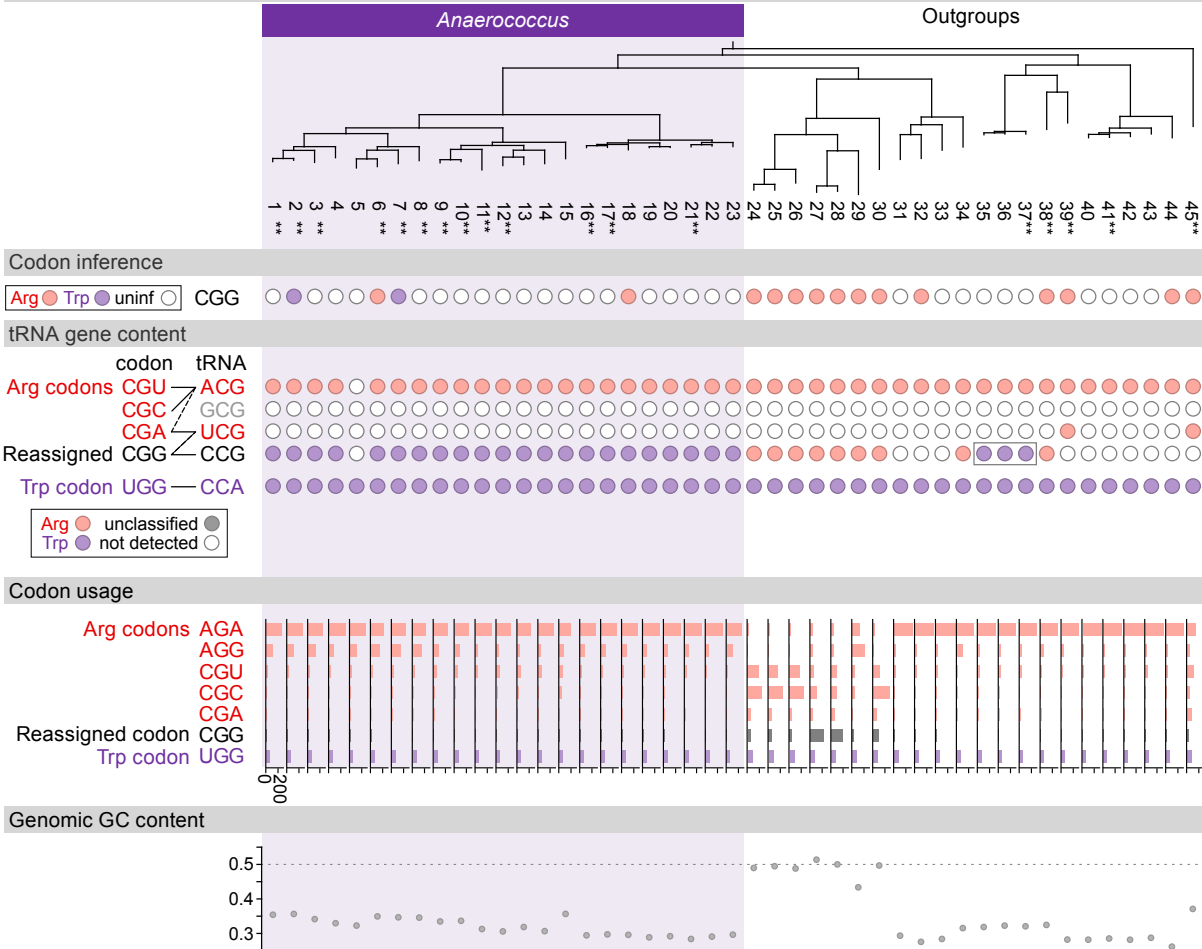 Anaerococcus Outgroups
1** 2** 3** 4 5 6** 7** 8** 9** 10** 11** 12** 13 14 15 16** 17** 18 19 20 21** 22 23 24 25 26 27 28 29 30 31 32 33 34 35 36 37** 38** 39** 40 41** 42 43 44 45**
Codon inference
Arg Trp uninf CGG
tRNA gene content
codon tRNA
Arg codons CGU ACG
CGC GCG
CGA UCG
Reassigned CGG CCG
Trp codon UGG CCA
Arg unclassified
Trp not detected
Codon usage
Arg codons AGA
AGG
CGU
CGC
CGA
Reassigned codon CGG
Trp codon UGG
0 200
Genomic GC content
0.5
0.4
0.3